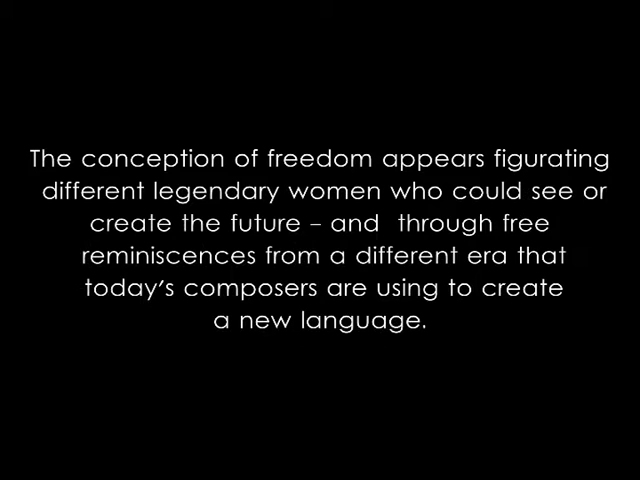 The conception of freedom appears figurating
different legendary women who could see or
create the future – and through free
reminiscences from a different era that
today's composers are using to create
a new language.